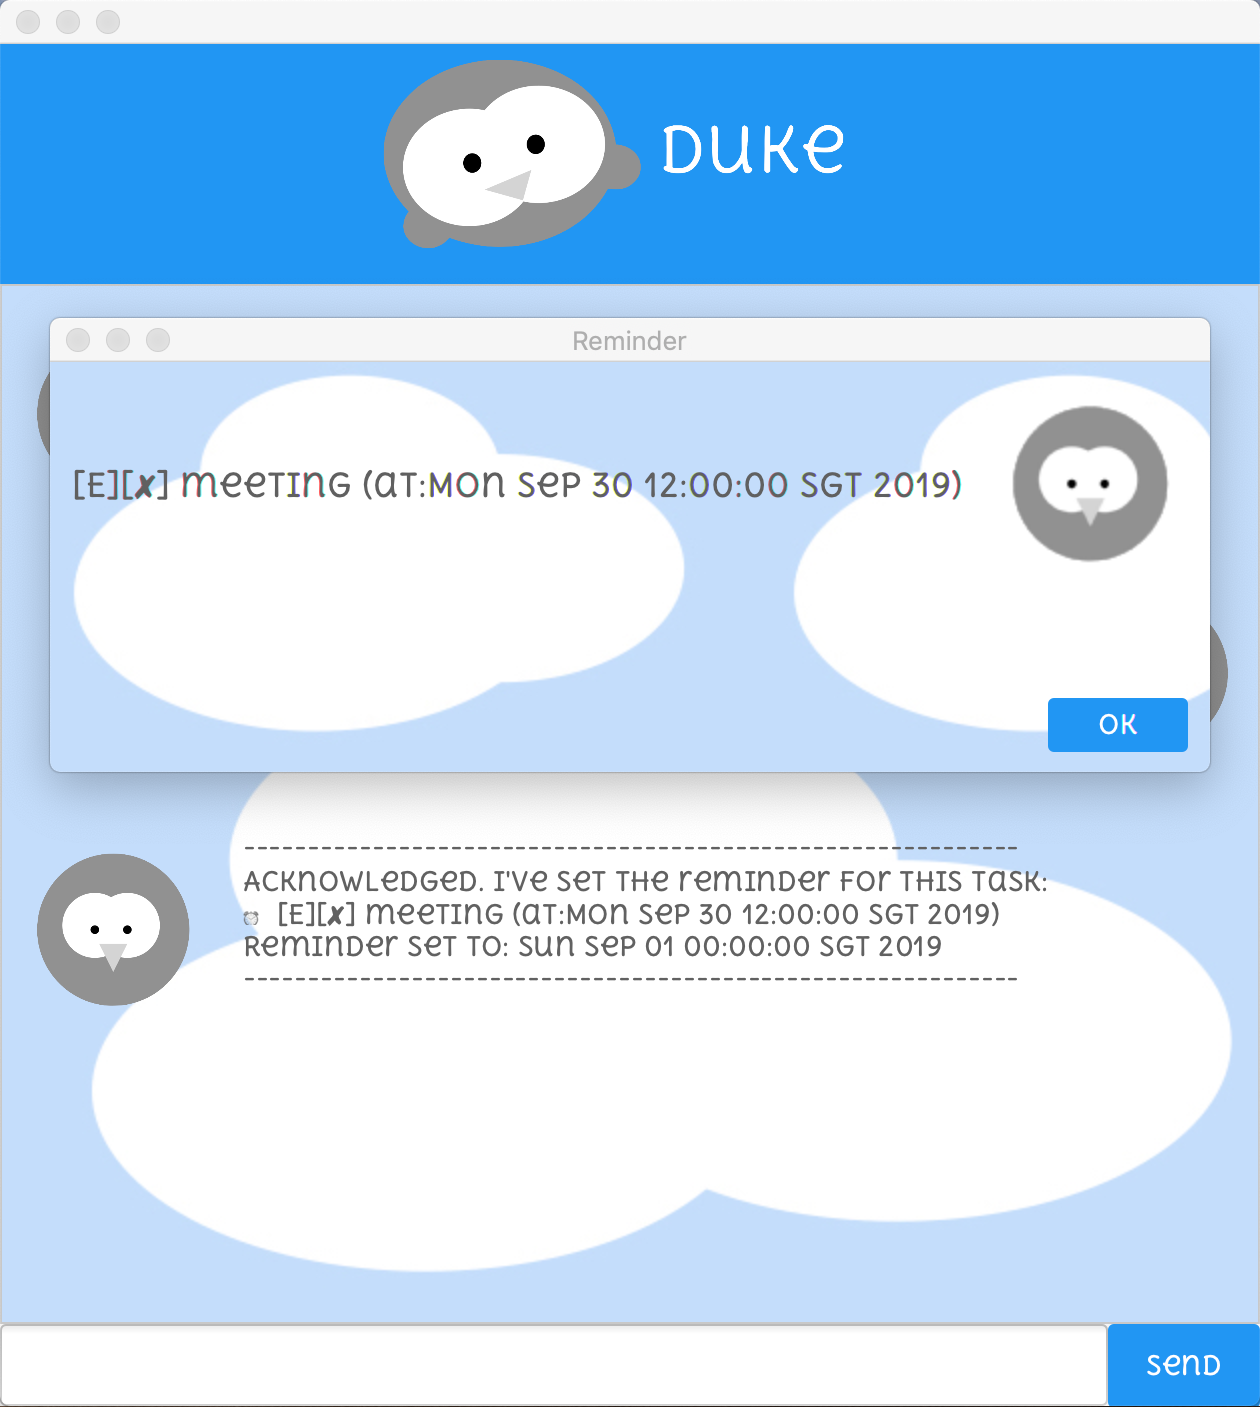 Duke
Reminder
[E][✘] meeting (at:Mon Sep 30 12:00:00 SGT 2019)
OK
------------------------------------------------------------
Acknowledged. I've set the reminder for this task:
⏰ [E][✘] meeting (at:Mon Sep 30 12:00:00 SGT 2019)
Reminder set to: Sun Sep 01 00:00:00 SGT 2019
------------------------------------------------------------
Send